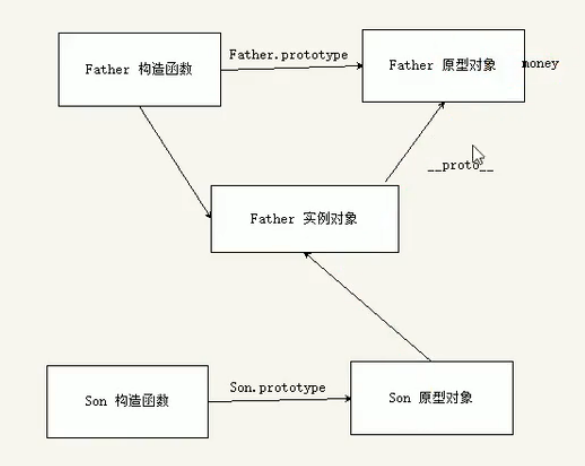 Father 构造函数
Father.prototype
Father 原型对象
money
__proto__
Father 实例对象
Son 构造函数
Son.prototype
Son 原型对象